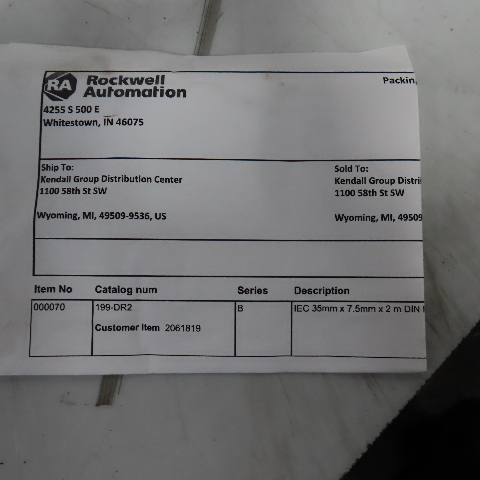 RA Rockwell Automation
Packin
4255 S 500 E
Whitestown, IN 46075
Ship To:
Kendall Group Distribution Center
1100 58th St SW
Wyoming, MI, 49509-9536, US
Sold To:
Kendall Group Distri
1100 58th St SW
Wyoming, MI, 49509
Item No Catalog num Series Description
000070 199-DR2 B IEC 35mm x 7.5mm x 2 m DIN
Customer Item 2061819